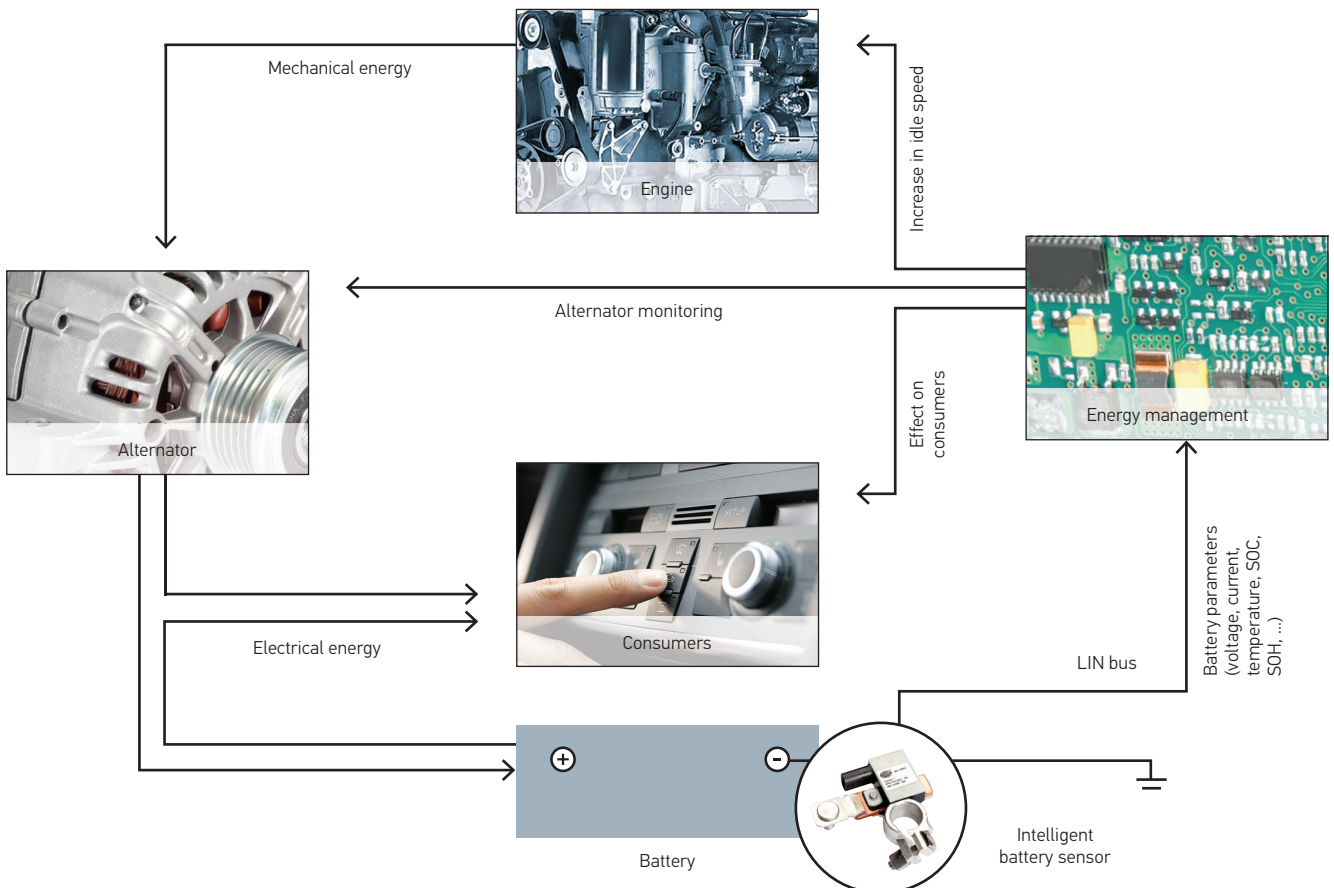 Mechanical energy
Engine
Increase in idle speed
Alternator monitoring
Alternator
Effect on
consumers
Energy management
SETUP
Consumers
Electrical energy
Battery parameters
(voltage, current,
temperature, SOC,
SOH, ...)
LIN bus
+
-
Battery
Intelligent
battery sensor